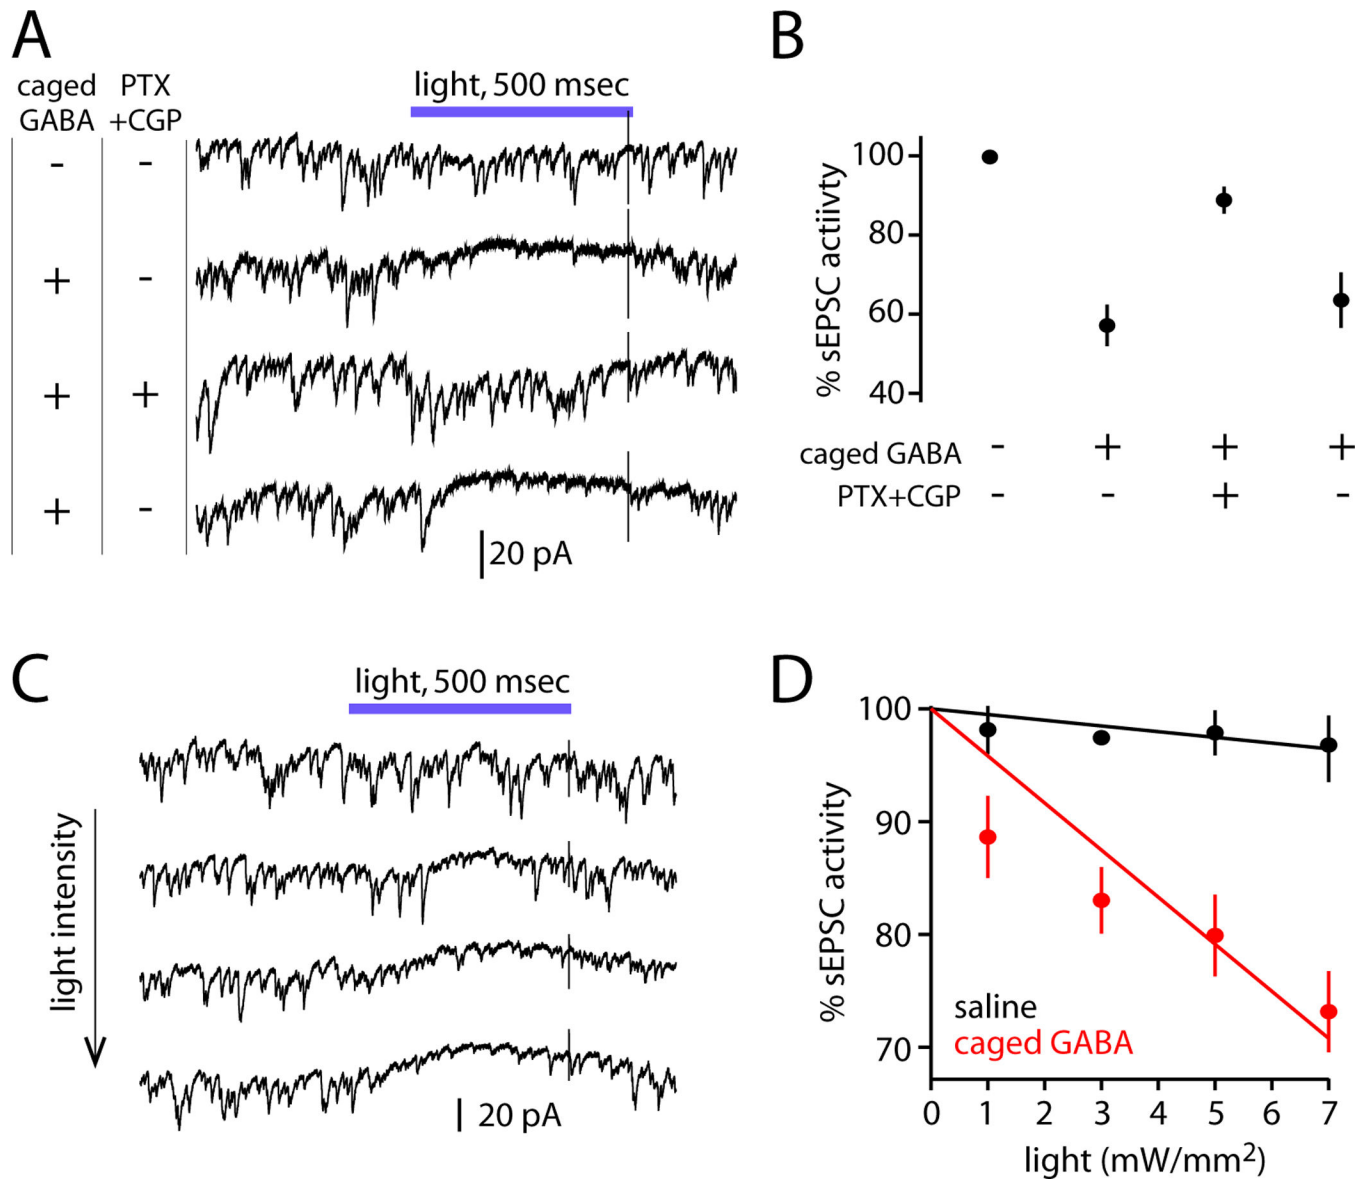 A
caged PTX
GABA +CGP
light, 500 msec
- -
+ -
+ +
+ -
20 pA
B
% sEPSC actiivty
100
80
60
40
caged GABA - + + +
PTX+CGP - - + -
C
light, 500 msec
light intensity
20 pA
D
% sEPSC activity
100
90
80
70
saline
caged GABA
0 1 2 3 4 5 6 7
light (mW/mm²)